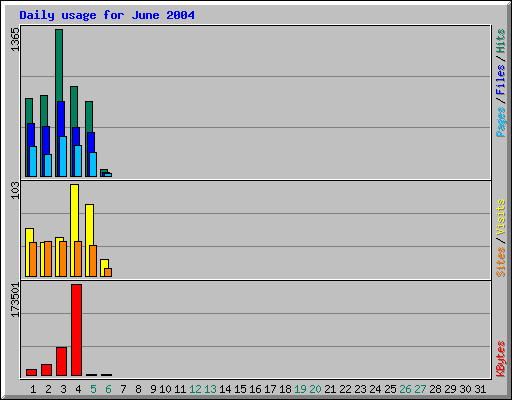 Daily usage for June 2004
1365
Pages / Files / Hits
103
Sites / Visits
173501
KBytes
1 2 3 4 5 6 7 8 9 10 11 12 13 14 15 16 17 18 19 20 21 22 23 24 25 26 27 28 29 30 31